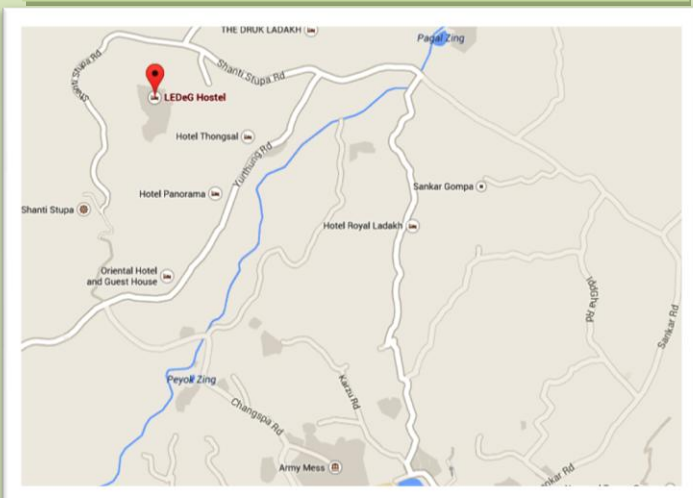 THE DRUK LADAKH
Pagal Zing
Shanti Stupa Rd
Shanti Stupa Rd
LEDeG Hostel
Hotel Thongsal
Yurthung Rd
Hotel Panorama
Sankar Gompa
Shanti Stupa
Hotel Royal Ladakh
Oriental Hotel
and Guest House
IddGha Rd
Sankar Rd
Peyoli Zing
Karzu Rd
Changspa Rd
Army Mess